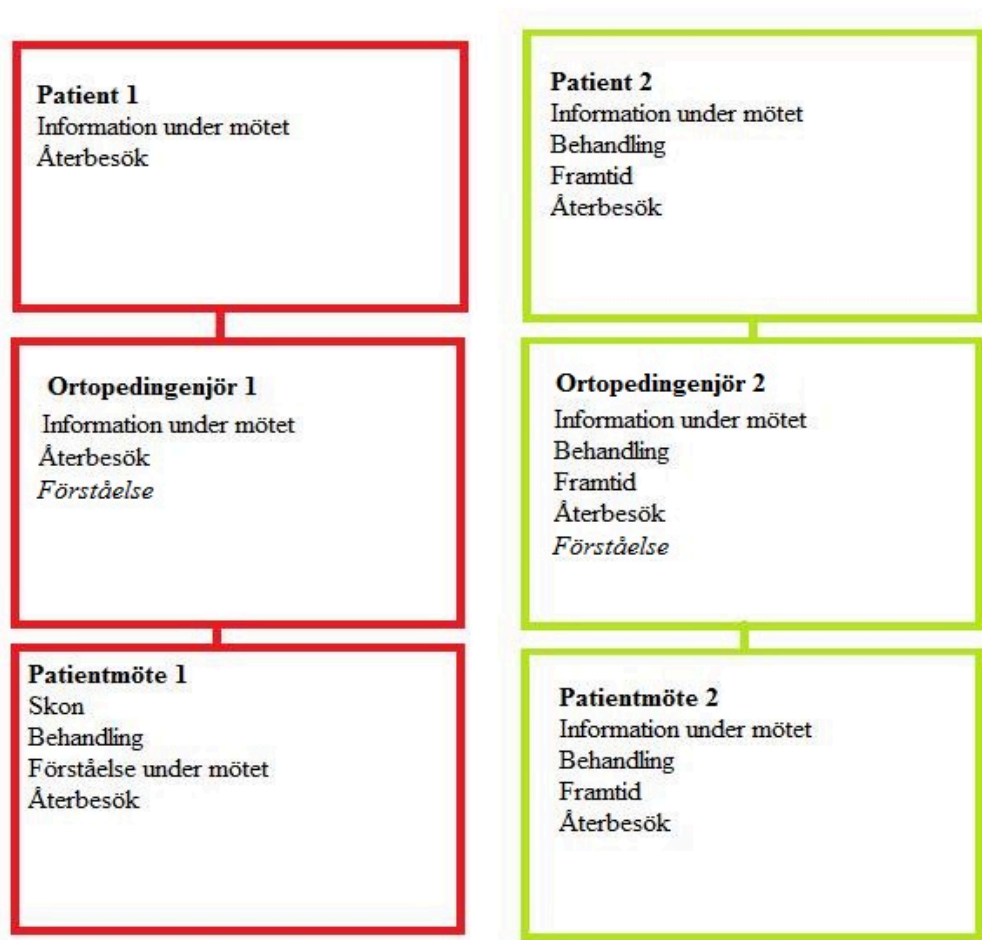 Patient 1
Information under mötet
Återbesök
Ortopedingenjör 1
Information under mötet
Återbesök
Förståelse
Patientmöte 1
Skon
Behandling
Förståelse under mötet
Återbesök
Patient 2
Information under mötet
Behandling
Framtid
Återbesök
Ortopedingenjör 2
Information under mötet
Behandling
Framtid
Återbesök
Förståelse
Patientmöte 2
Information under mötet
Behandling
Framtid
Återbesök